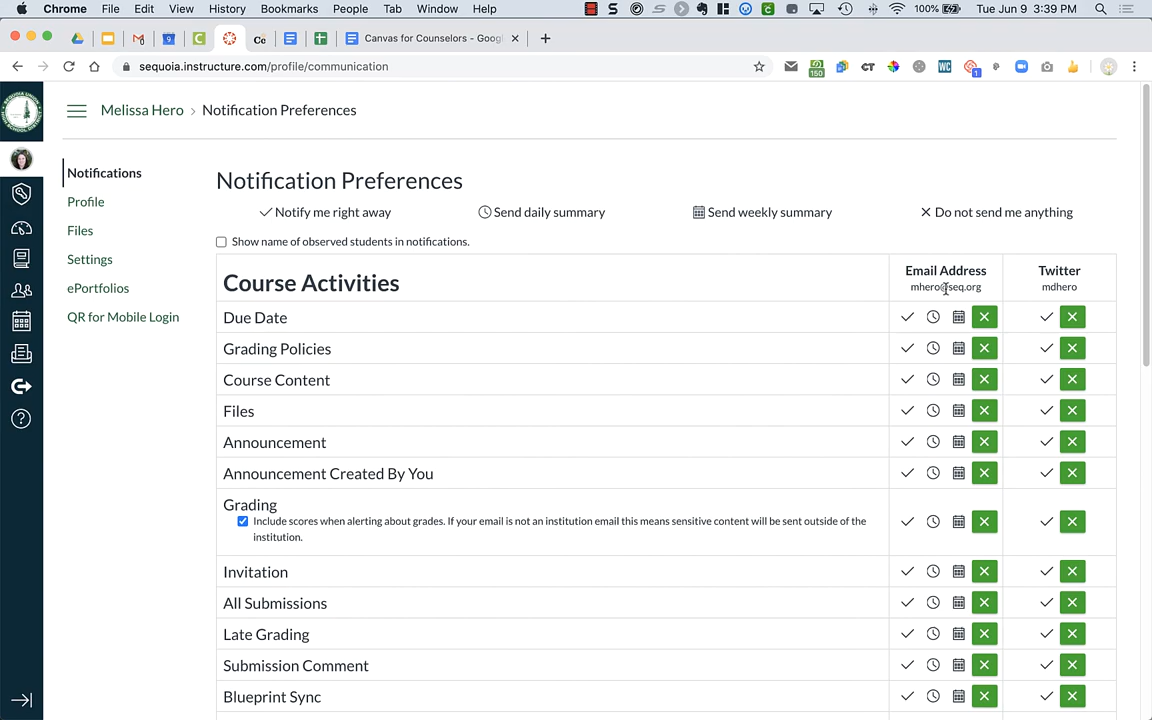 Chrome File Edit View History Bookmarks People Tab Window Help 100% Tue Jun 9 3:39 PM
Canvas for Counselors - Goog
sequoia.instructure.com/profile/communication
150
WC
1
Melissa Hero > Notification Preferences
Notifications
Profile
Files
Settings
ePortfolios
QR for Mobile Login
Notification Preferences
Notify me right away Send daily summary Send weekly summary Do not send me anything
Show name of observed students in notifications.
Course Activities
Email Address
mhero@seq.org
Twitter
mdhero
Due Date
Grading Policies
Course Content
Files
Announcement
Announcement Created By You
Grading
Include scores when alerting about grades. If your email is not an institution email this means sensitive content will be sent outside of the
institution.
Invitation
All Submissions
Late Grading
Submission Comment
Blueprint Sync